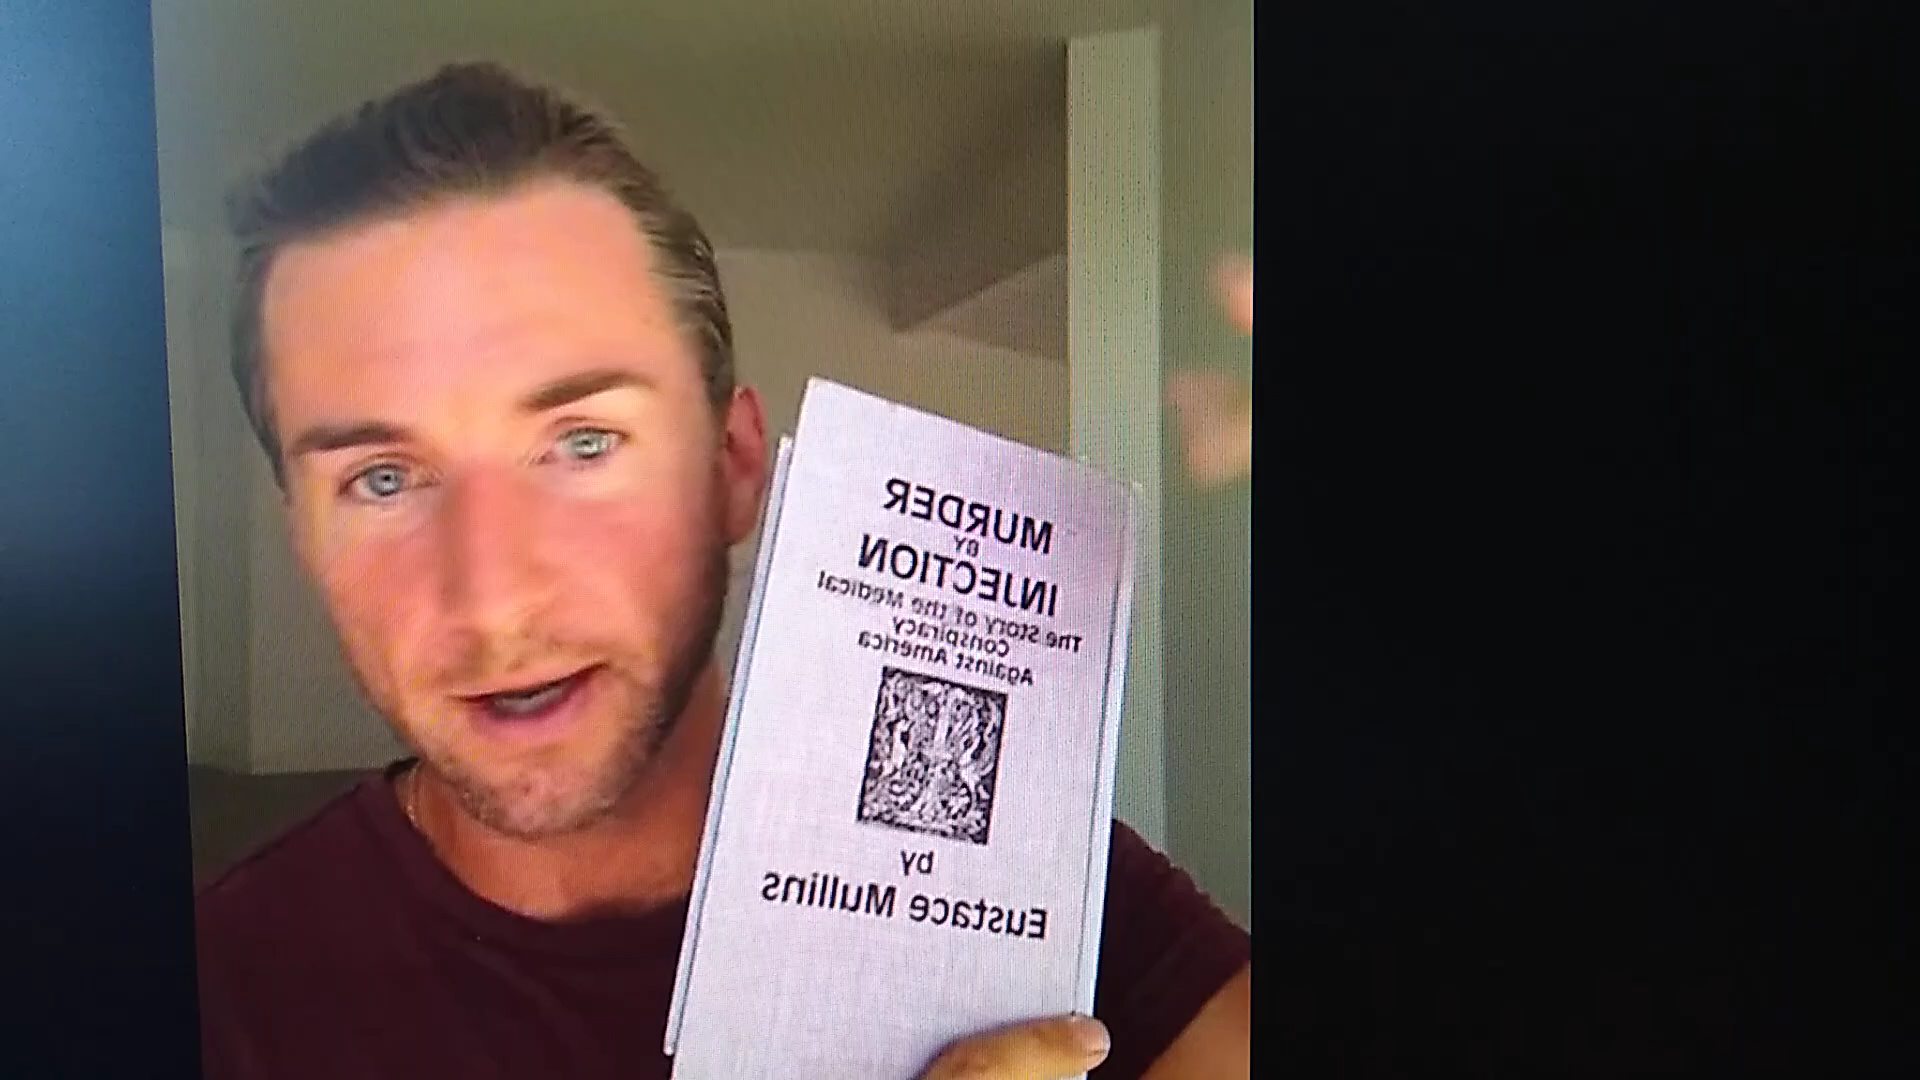 MURDER
BY
INJECTION
The Story of the Medical
Conspiracy
Against America
by
Eustace Mullins